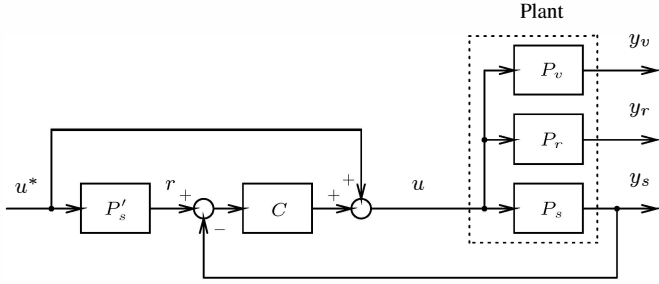 Plant
y_v
P_v
y_r
P_r
u* r + + + u y_s
P'_s C P_s
−